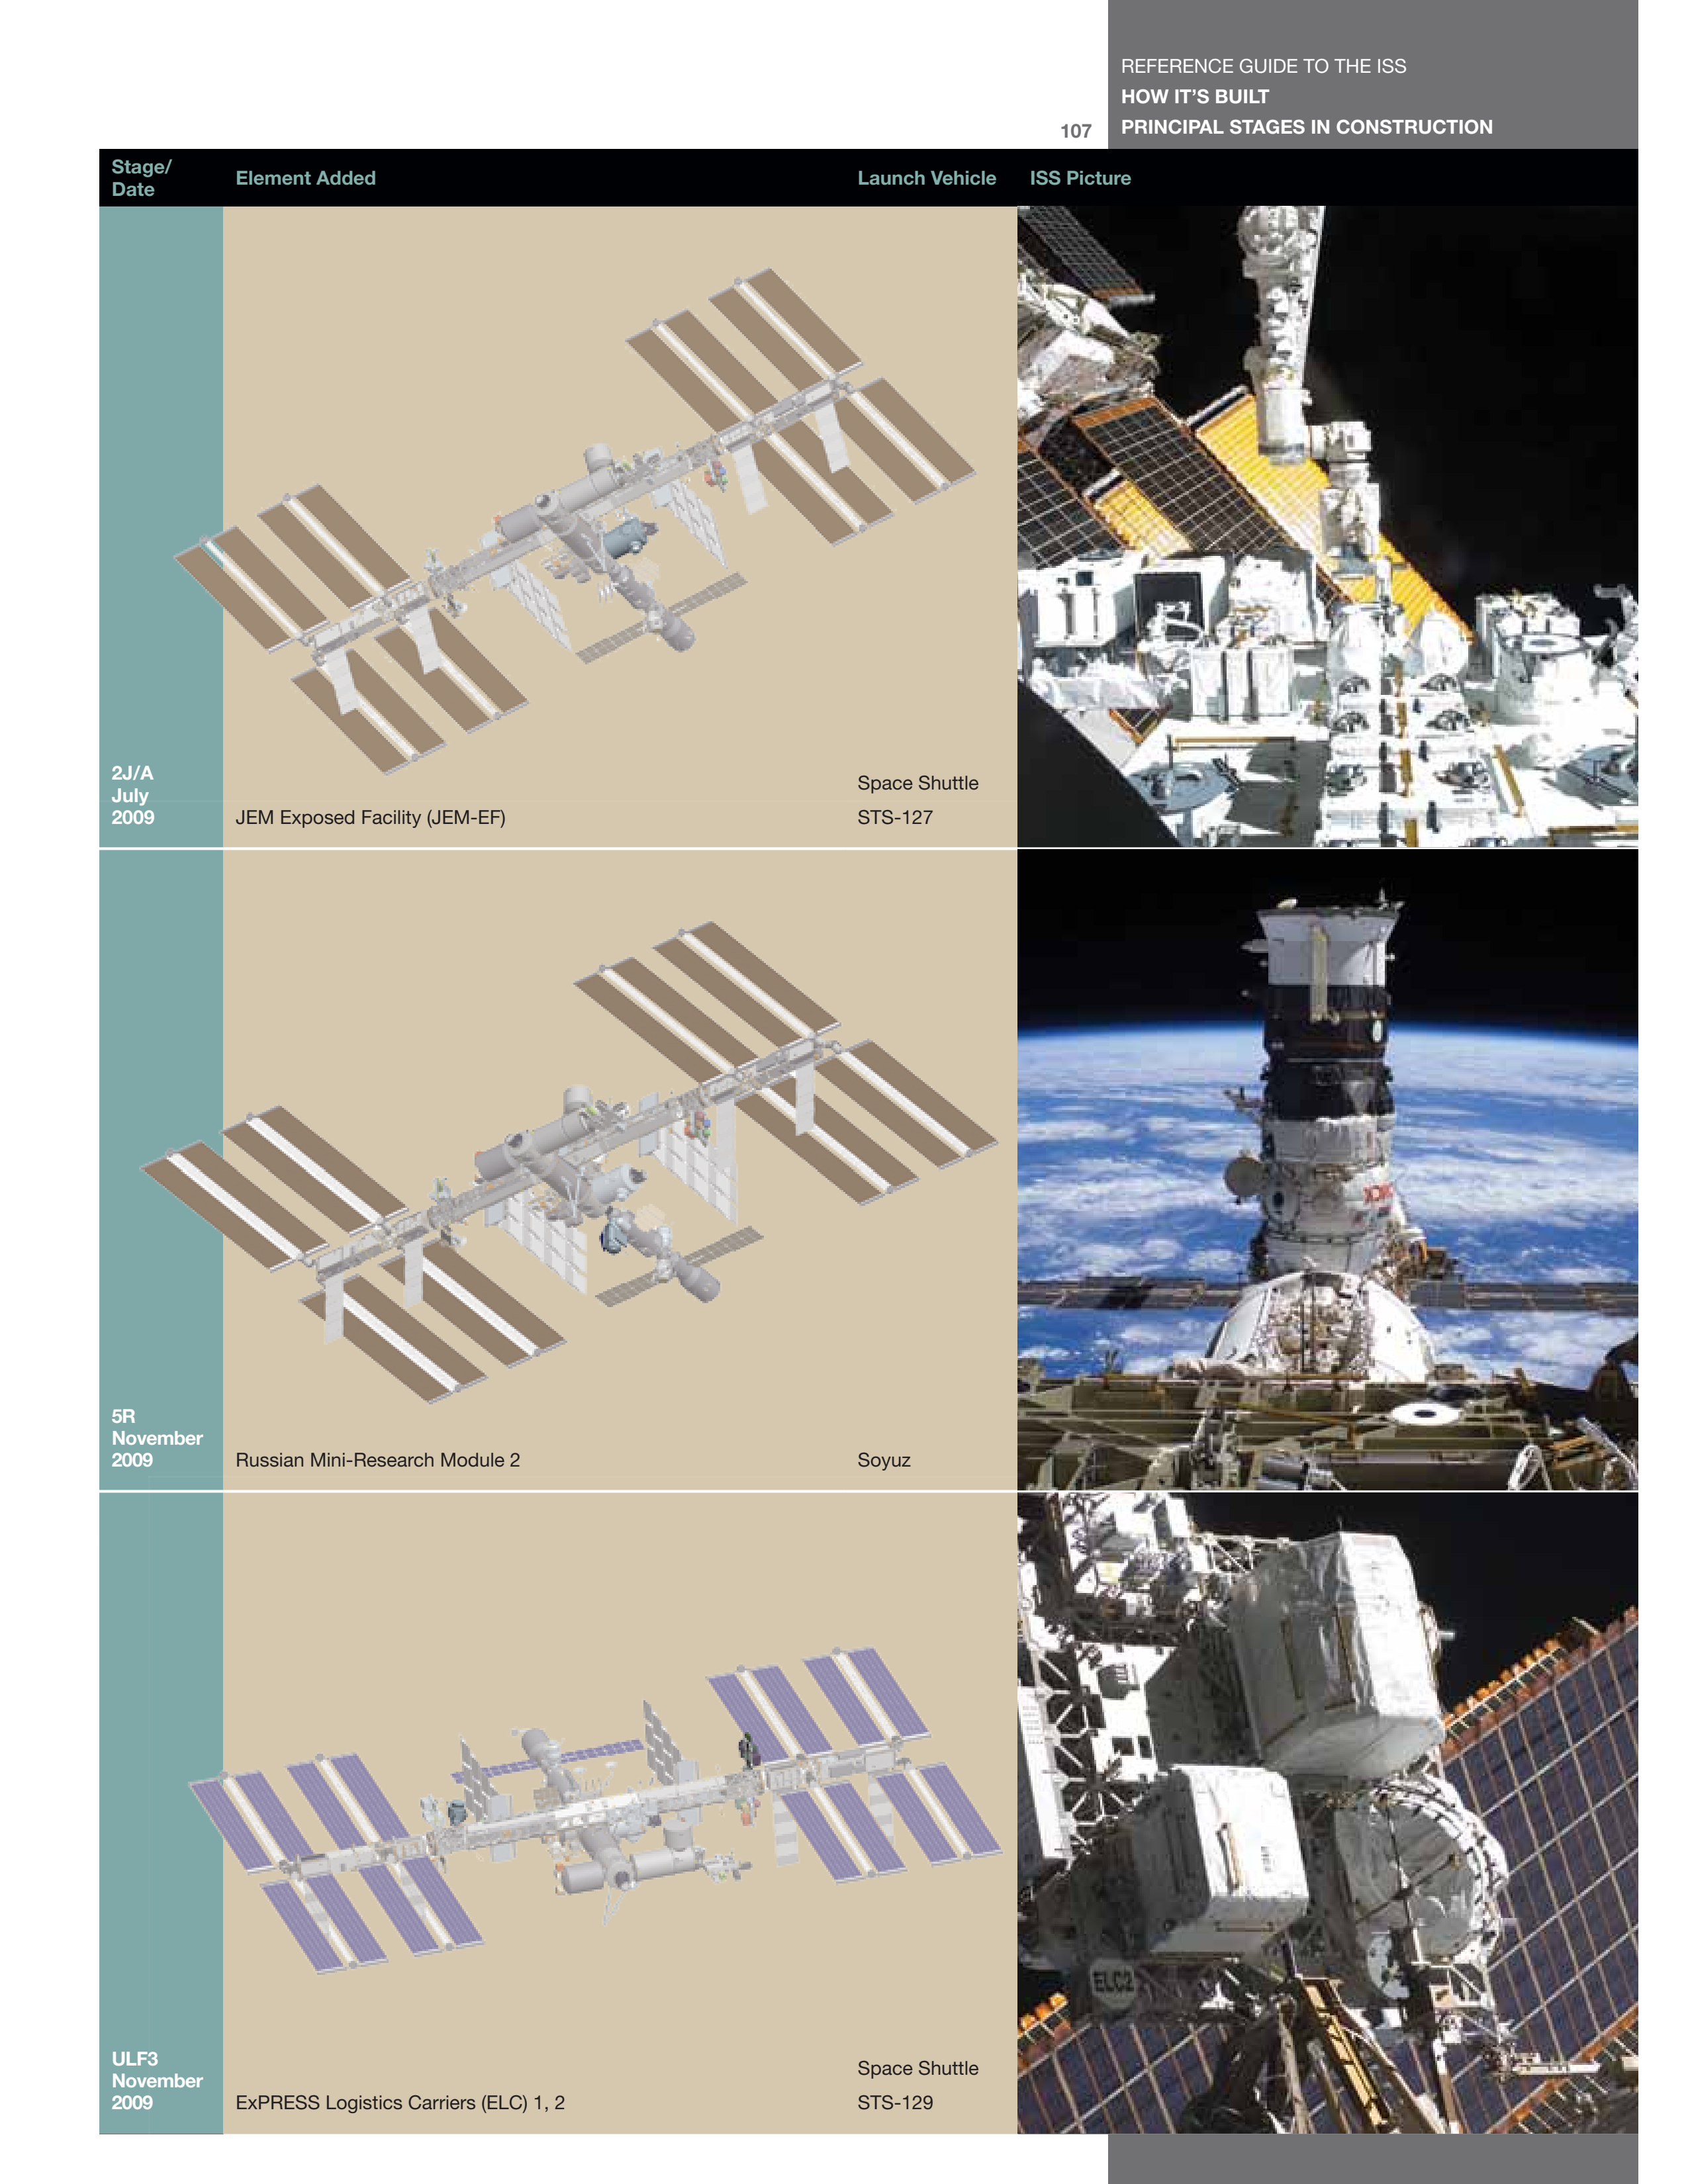 REFERENCE GUIDE TO THE ISS
HOW IT'S BUILT
107
PRINCIPAL STAGES IN CONSTRUCTION
Stage/
Date
Element Added
Launch Vehicle
ISS Picture
2J/A
July
2009
JEM Exposed Facility (JEM-EF)
Space Shuttle
STS-127
5R
November
2009
Russian Mini-Research Module 2
Soyuz
ULF3
November
2009
ExPRESS Logistics Carriers (ELC) 1, 2
Space Shuttle
STS-129
ELC2